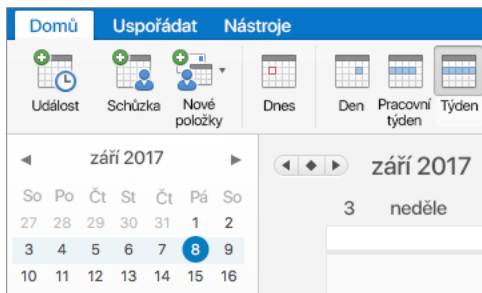 Domů Uspořádat Nástroje
Událost Schůzka Nové položky Dnes Den Pracovní týden Týden
září 2017
září 2017
So Po Čt St Čt Pá So
3 neděle
27 28 29 30 31 1 2
3 4 5 6 7 8 9
10 11 12 13 14 15 16